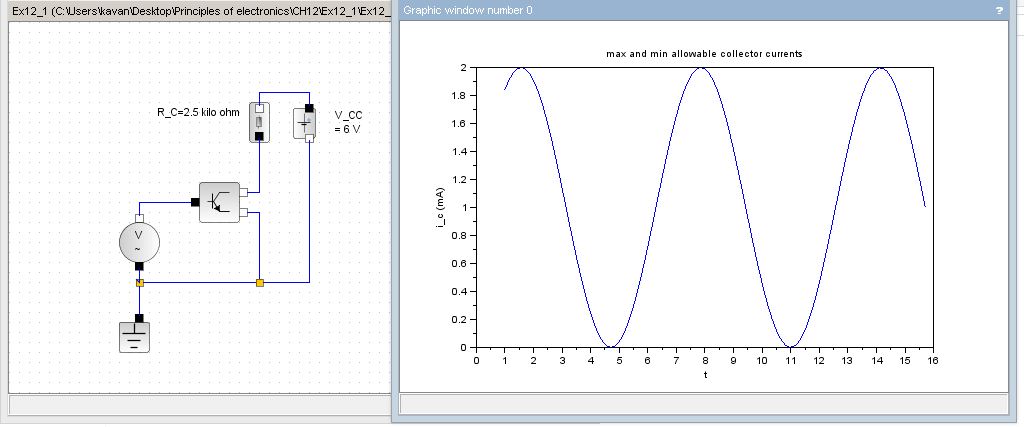 Ex12_1 (C:\Users\kavan\Desktop\Principles of electronics\CH12\Ex12_1\Ex12_
Graphic window number 0
?
R_C=2.5 kilo ohm
V_CC
= 6 V
V
~
max and min allowable collector currents
2
1.8
1.6
1.4
1.2
1
0.8
0.6
0.4
0.2
0
i_c (mA)
0 1 2 3 4 5 6 7 8 9 10 11 12 13 14 15 16
t